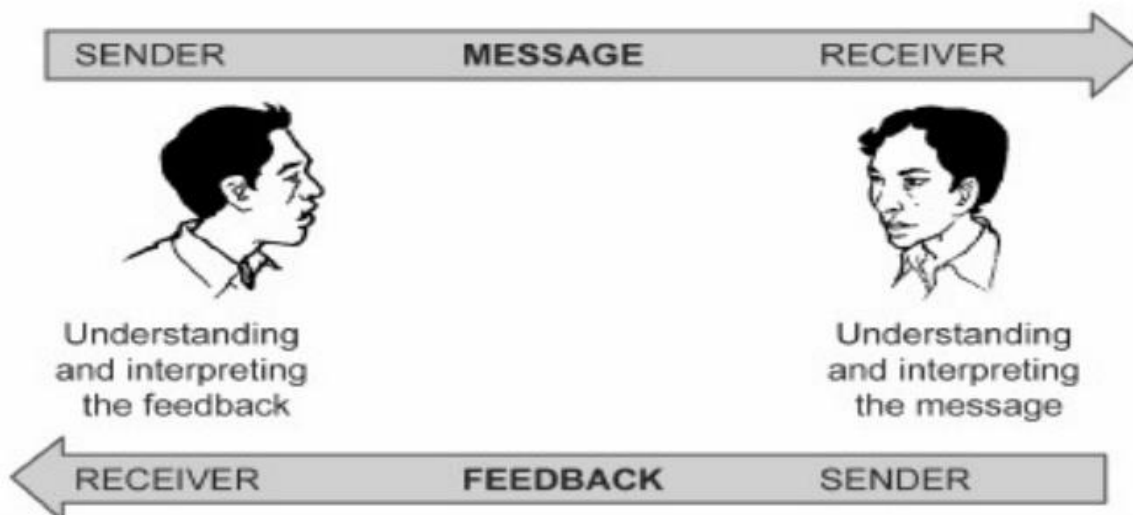 SENDER MESSAGE RECEIVER
Understanding
and interpreting
the feedback
Understanding
and interpreting
the message
RECEIVER FEEDBACK SENDER